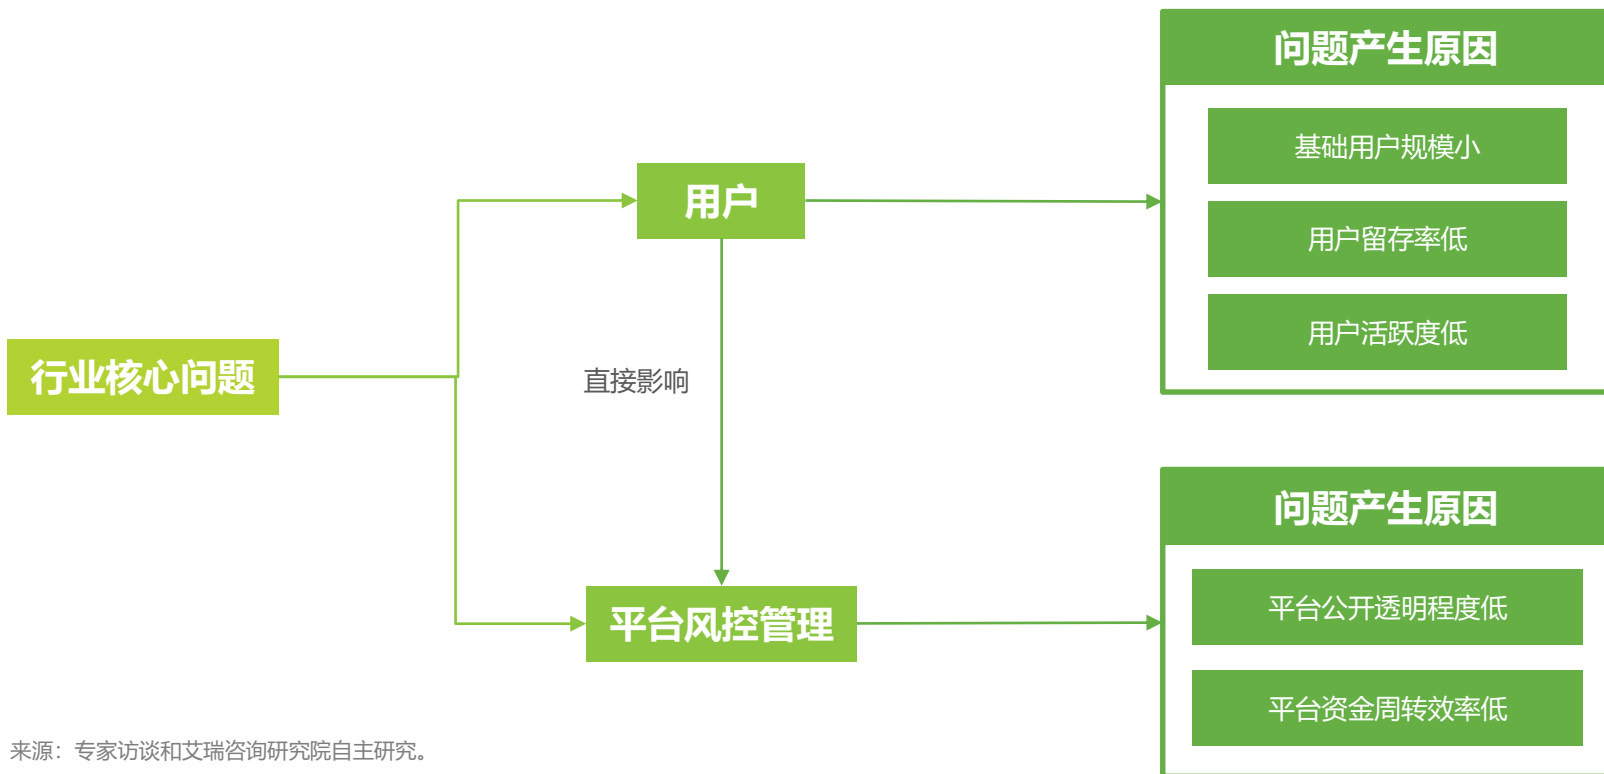 问题产生原因
基础用户规模小
用户留存率低
用户活跃度低
用户
行业核心问题
直接影响
平台风控管理
问题产生原因
平台公开透明程度低
平台资金周转效率低
来源：专家访谈和艾瑞咨询研究院自主研究。